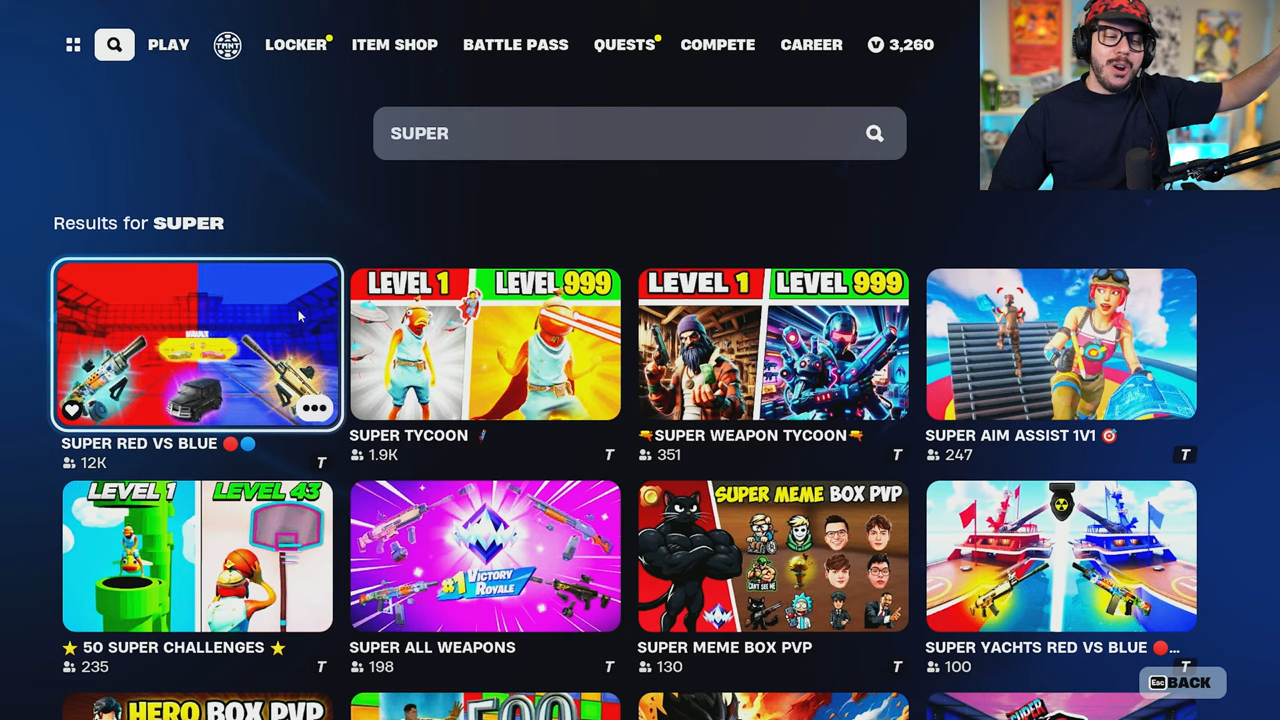 PLAY
TMNT
LOCKER
ITEM SHOP
BATTLE PASS
QUESTS
COMPETE
CAREER
V 3,260
SUPER
Results for SUPER
VAULT
SUPER RED VS BLUE 🔴🔵
12K
T
LEVEL 1
LEVEL 999
SUPER TYCOON
1.9K
T
LEVEL 1
LEVEL 999
SUPER WEAPON TYCOON
351
T
SUPER AIM ASSIST 1V1 🎯
247
T
LEVEL 1
LEVEL 43
⭐ 50 SUPER CHALLENGES ⭐
235
T
#1 VICTORY
ROYALE
SUPER ALL WEAPONS
198
T
SUPER MEME BOX PVP
SUPER MEME BOX PVP
130
T
SUPER YACHTS RED VS BLUE 🔴...
100
T
Esc BACK
HERO BOX PVP
500
SUPER